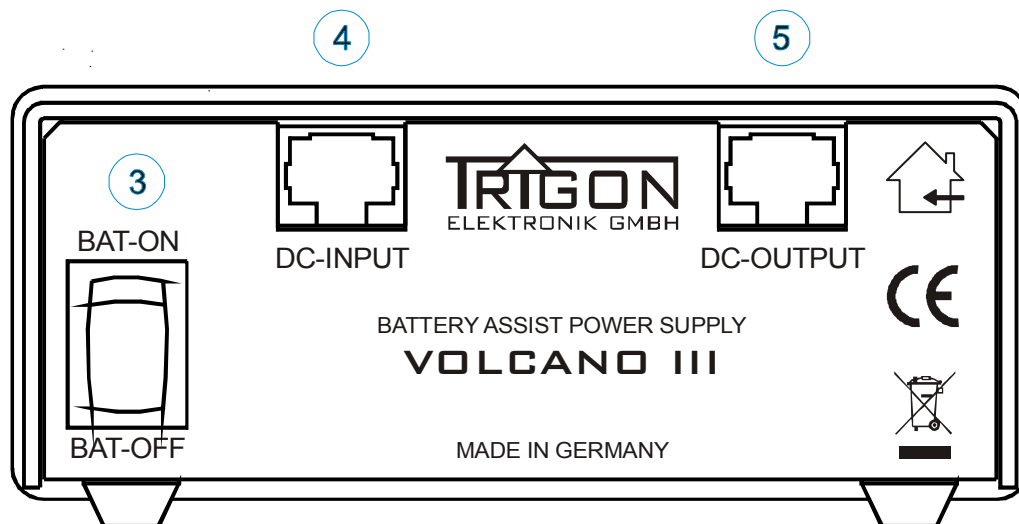 4
5
3
BAT-ON
TRIGON
ELEKTRONIK GMBH
DC-INPUT
DC-OUTPUT
CE
BATTERY ASSIST POWER SUPPLY
VOLCANO III
BAT-OFF
MADE IN GERMANY